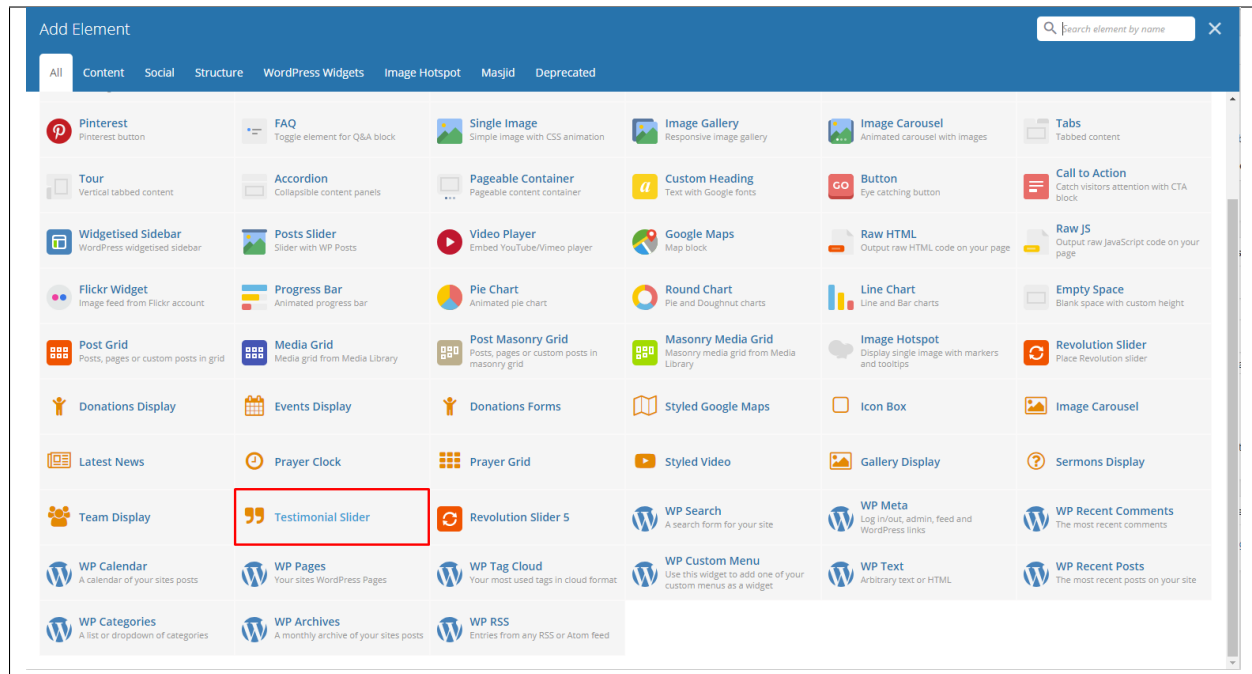 Add Element
Search element by name
All Content Social Structure WordPress Widgets Image Hotspot Masjid Deprecated
Pinterest
Pinterest button
FAQ
Toggle element for Q&A block
Single Image
Simple image with CSS animation
Image Gallery
Responsive image gallery
Image Carousel
Animated carousel with images
Tabs
Tabbed content
Tour
Vertical tabbed content
Accordion
Collapsible content panels
Pageable Container
Pageable content container
a
Custom Heading
Text with Google fonts
GO
Button
Eye catching button
Call to Action
Catch visitors attention with CTA
block
Widgetised Sidebar
WordPress widgetised sidebar
Posts Slider
Slider with WP Posts
Video Player
Embed YouTube/Vimeo player
Google Maps
Map block
Raw HTML
Output raw HTML code on your page
Raw JS
Output raw JavaScript code on your
page
Flickr Widget
Image feed from Flickr account
Progress Bar
Animated progress bar
Pie Chart
Animated pie chart
Round Chart
Pie and Doughnut charts
Line Chart
Line and Bar charts
Empty Space
Blank space with custom height
Post Grid
Posts, pages or custom posts in grid
Media Grid
Media grid from Media Library
Post Masonry Grid
Posts, pages or custom posts in
masonry grid
Masonry Media Grid
Masonry media grid from Media
Library
Image Hotspot
Display single image with markers
and tooltips
Revolution Slider
Place Revolution slider
Donations Display
Events Display
Donations Forms
Styled Google Maps
Icon Box
Image Carousel
Latest News
Prayer Clock
Prayer Grid
Styled Video
Gallery Display
Sermons Display
Team Display
Testimonial Slider
Revolution Slider 5
WP Search
A search form for your site
WP Meta
Log in/out, admin, feed and
WordPress links
WP Recent Comments
The most recent comments
WP Calendar
A calendar of your sites posts
WP Pages
Your sites WordPress Pages
WP Tag Cloud
Your most used tags in cloud format
WP Custom Menu
Use this widget to add one of your
custom menus as a widget
WP Text
Arbitrary text or HTML
WP Recent Posts
The most recent posts on your site
WP Categories
A list or dropdown of categories
WP Archives
A monthly archive of your sites posts
WP RSS
Entries from any RSS or Atom feed